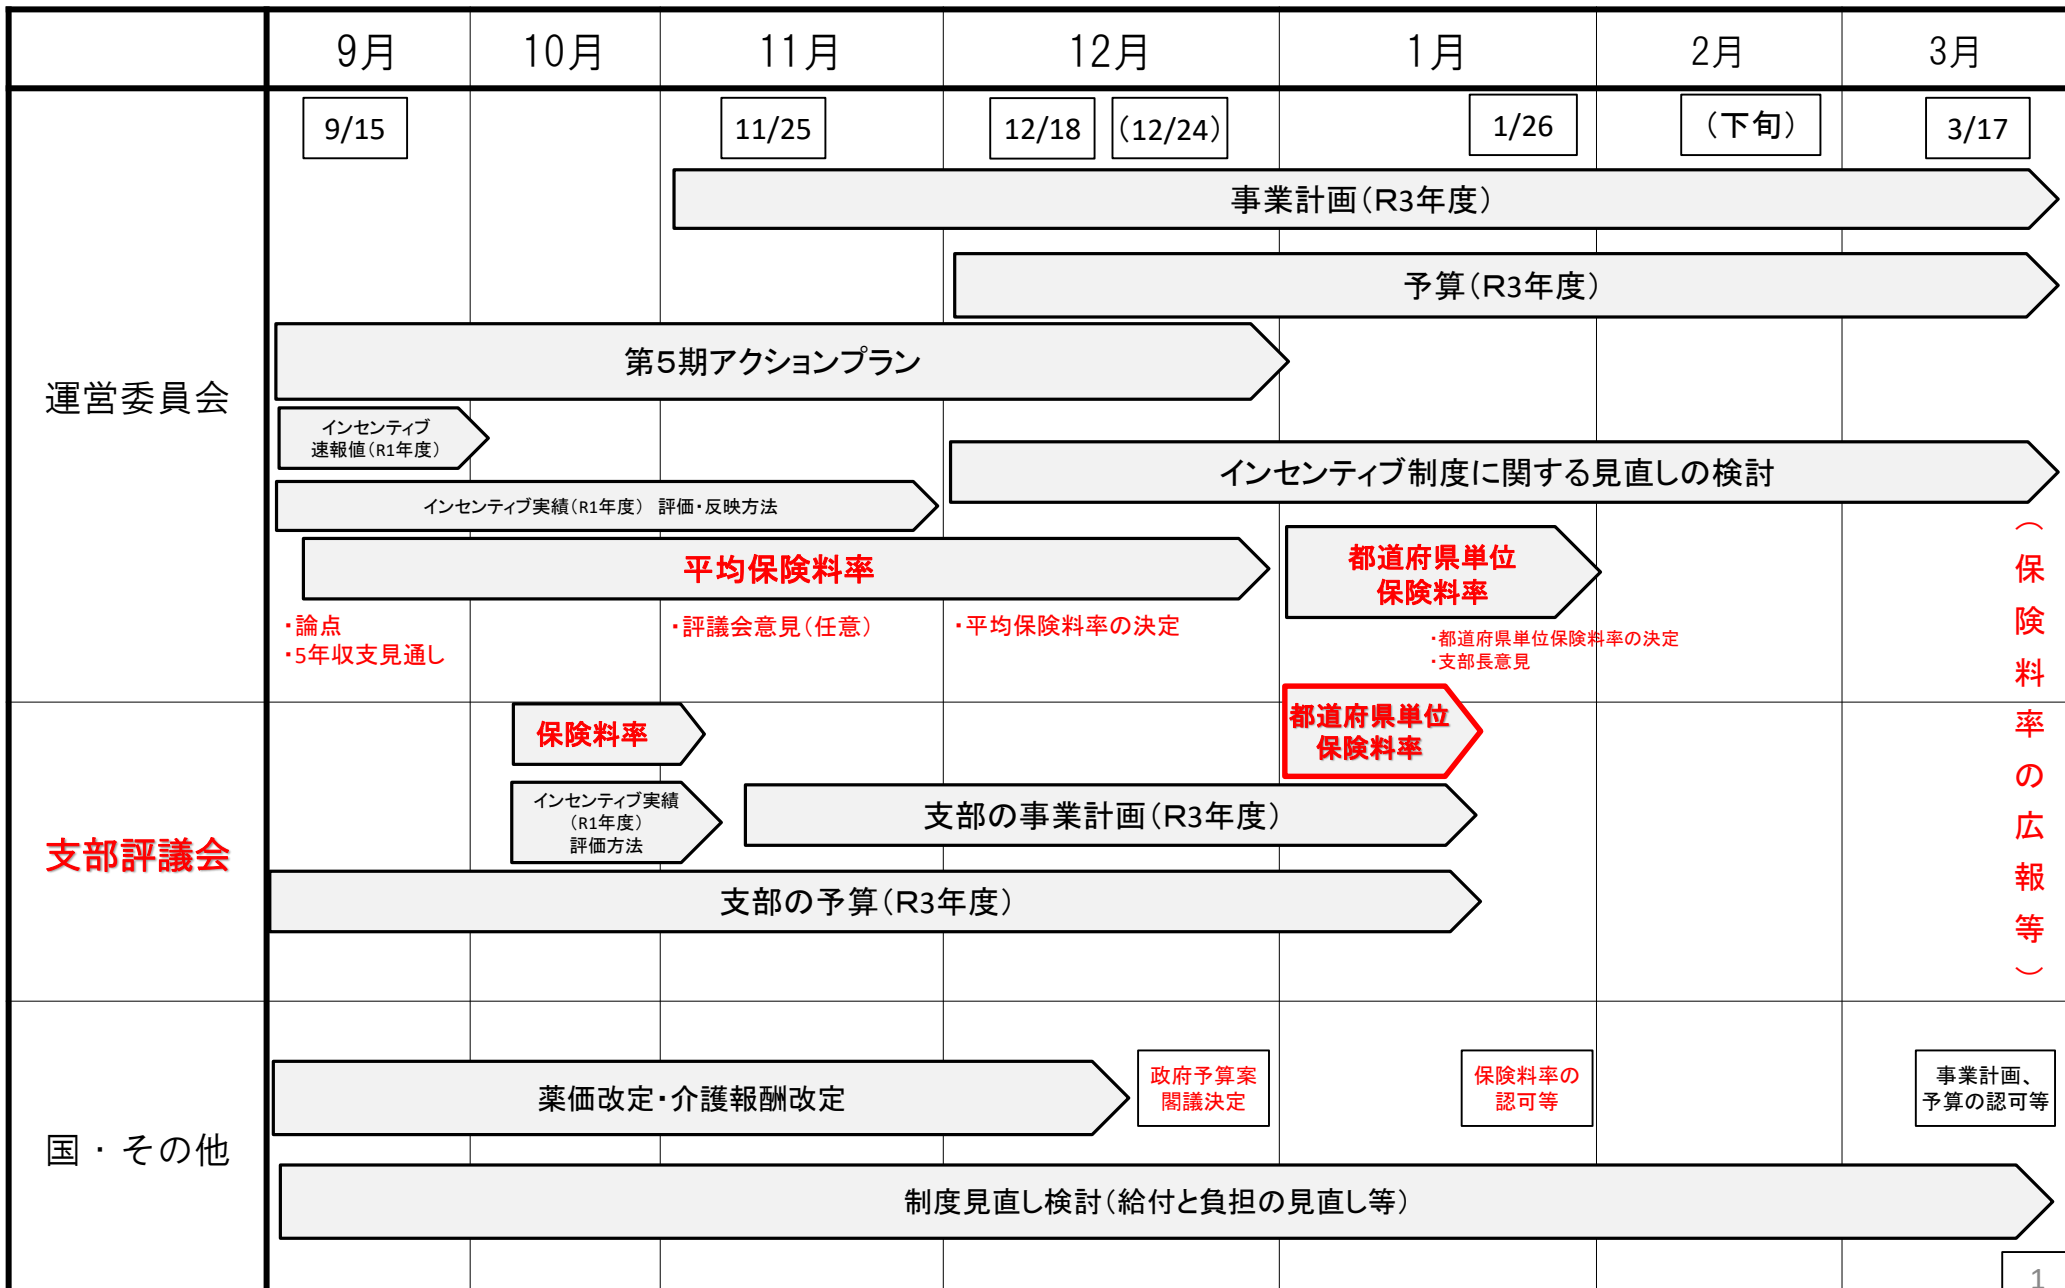 9月
10月
11月
12月
1月
2月
3月
9/15
11/25
12/18
(12/24)
1/26
（下旬）
3/17
運営委員会
事業計画（R3年度）
予算（R3年度）
第5期アクションプラン
インセンティブ
速報値（R1年度）
インセンティブ制度に関する見直しの検討
インセンティブ実績（R1年度） 評価・反映方法
平均保険料率
都道府県単位
保険料率
・論点
・5年収支見通し
・評議会意見（任意）
・平均保険料率の決定
・都道府県単位保険料率の決定
・支部長意見
（保険料率の広報等）
支部評議会
保険料率
都道府県単位
保険料率
インセンティブ実績
（R1年度）
評価方法
支部の事業計画（R3年度）
支部の予算（R3年度）
国・その他
薬価改定・介護報酬改定
政府予算案
閣議決定
保険料率の
認可等
事業計画、
予算の認可等
制度見直し検討（給付と負担の見直し等）
1